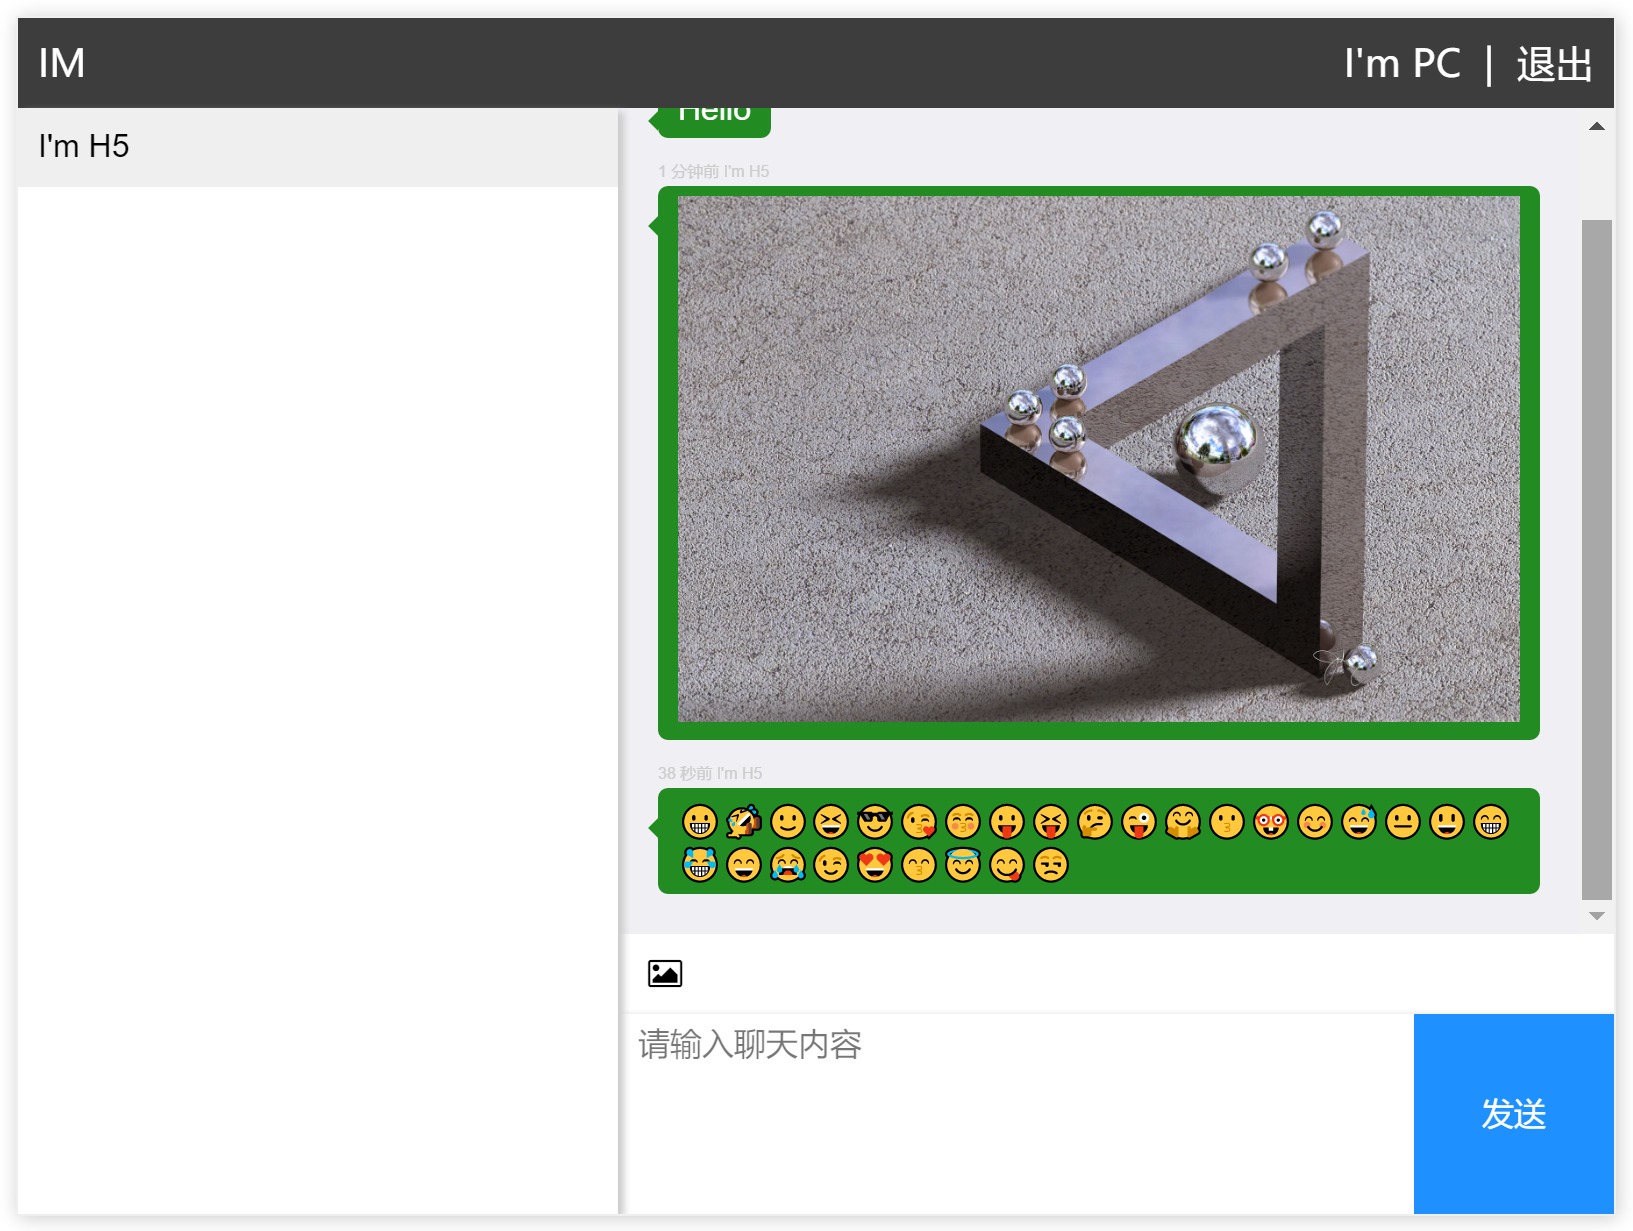 IM
I'm PC | 退出
I'm H5
Hello
1 分钟前 I'm H5
38 秒前 I'm H5
😀🤣🙂😆😎😘😚😛😝🤔😜🤗😗🤓😊😅😐😃😁
😂😄😭😉😍😙😇😋😒
请输入聊天内容
发送